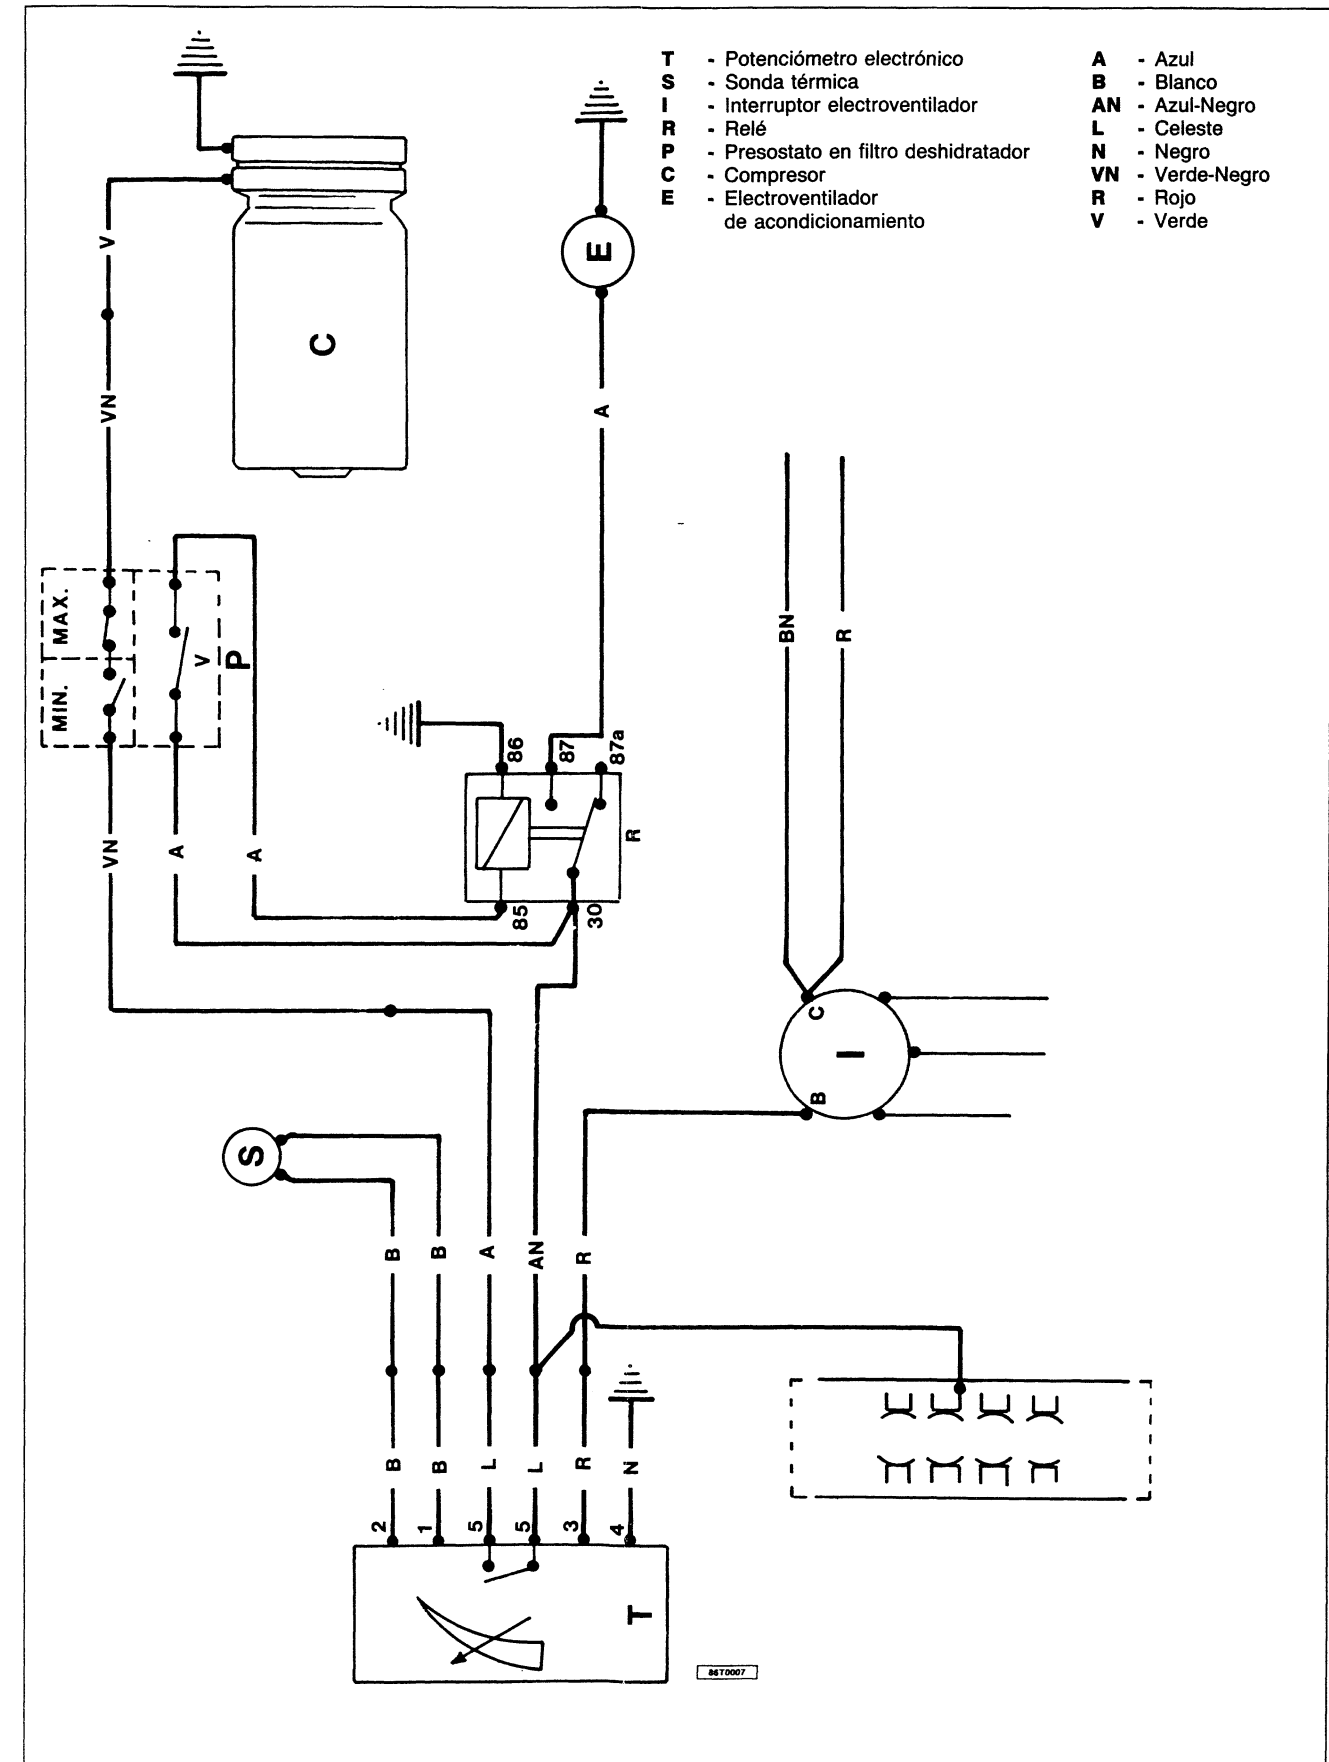 T - Potenciómetro electrónico
S - Sonda térmica
I - Interruptor electroventilador
R - Relé
P - Presostato en filtro deshidratador
C - Compresor
E - Electroventilador
de acondicionamiento
A - Azul
B - Blanco
AN - Azul-Negro
L - Celeste
N - Negro
VN - Verde-Negro
R - Rojo
V - Verde
V
E
C
VN
A
BN
R
MAX.
MIN.
V
P
86
87
87a
R
VN
A
A
85
30
C
I
B
S
B
B
A
AN
R
B
B
L
L
R
N
2
1
5
5
3
4
T
86T0007